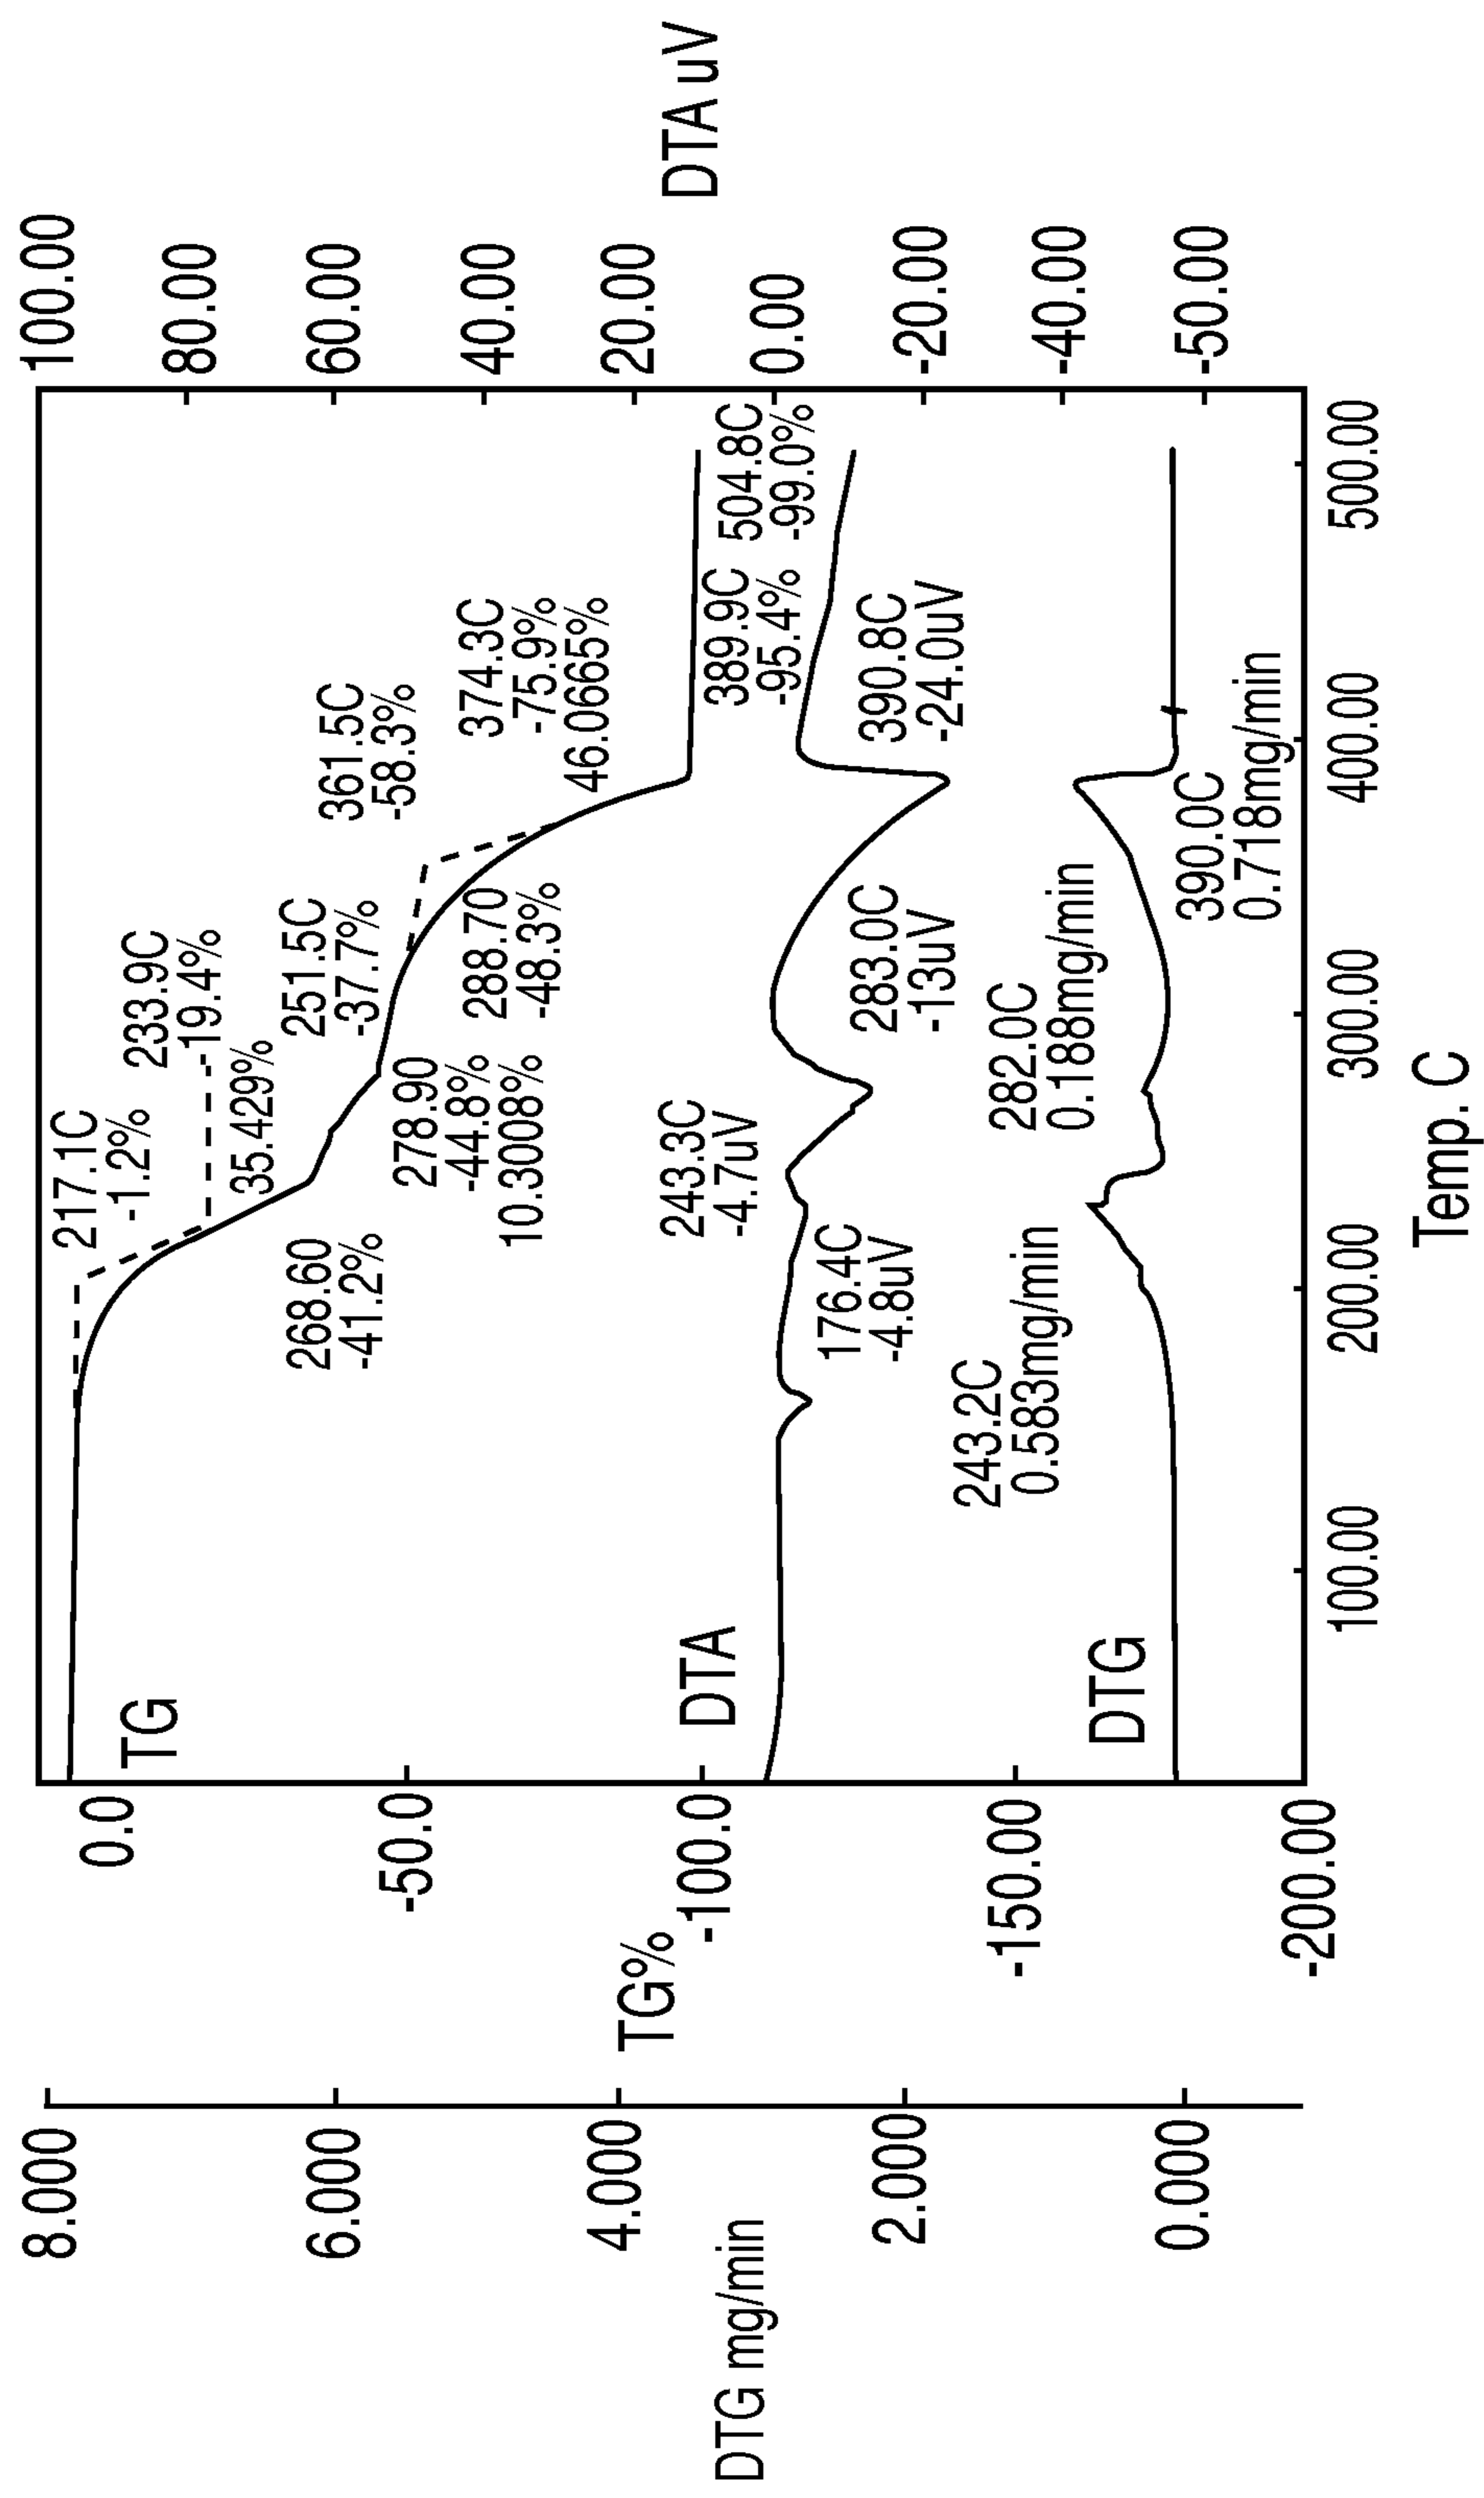 8.000
6.000
4.000
2.000
0.000
DTG mg/min
TG%
0.0
-50.0
-100.0
-150.00
-200.00
TG
DTA
DTG
217.1C
-1.2%
233.9C
-19.4%
35.429%
251.5C
-37.7%
268.60
-41.2%
278.90
-44.8%
10.3008%
288.70
-48.3%
361.5C
-58.3%
374.3C
-75.9%
46.0665%
389.9C
-95.4%
504.8C
-99.0%
243.3C
-4.7uV
176.4C
-4.8uV
283.0C
-13uV
390.8C
-24.0uV
243.2C
0.583mg/min
282.0C
0.188mg/min
390.0C
0.718mg/min
100.00
80.00
60.00
40.00
20.00
0.00
-20.00
-40.00
-50.00
DTA uV
100.00
200.00
300.00
400.00
500.00
Temp. C